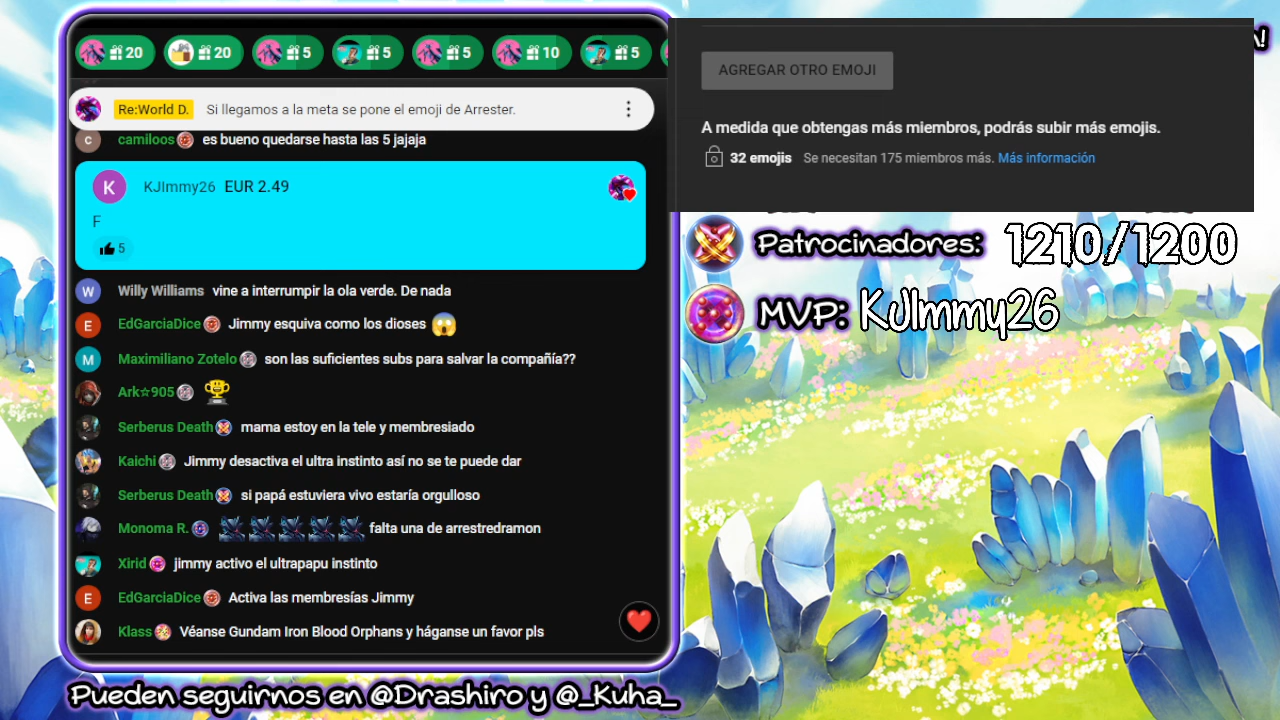 20
20
5
5
5
10
5
Re:World D. Si llegamos a la meta se pone el emoji de Arrester.
c camiloos es bueno quedarse hasta las 5 jajaja
K KJImmy26 EUR 2.49
F
5
W Willy Williams vine a interrumpir la ola verde. De nada
E EdGarciaDice Jimmy esquiva como los dioses
M Maximiliano Zotelo son las suficientes subs para salvar la compañía??
Ark☆905
Serberus Death mama estoy en la tele y membresiado
Kaichi Jimmy desactiva el ultra instinto así no se te puede dar
Serberus Death si papá estuviera vivo estaría orgulloso
Monoma R. falta una de arrestredramon
Xirid jimmy activo el ultrapapu instinto
E EdGarciaDice Activa las membresías Jimmy
Klass Véanse Gundam Iron Blood Orphans y háganse un favor pls
Pueden seguirnos en @Drashiro y @_Kuha_
AGREGAR OTRO EMOJI
A medida que obtengas más miembros, podrás subir más emojis.
32 emojis Se necesitan 175 miembros más. Más información
Patrocinadores: 1210/1200
MVP: KJImmy26